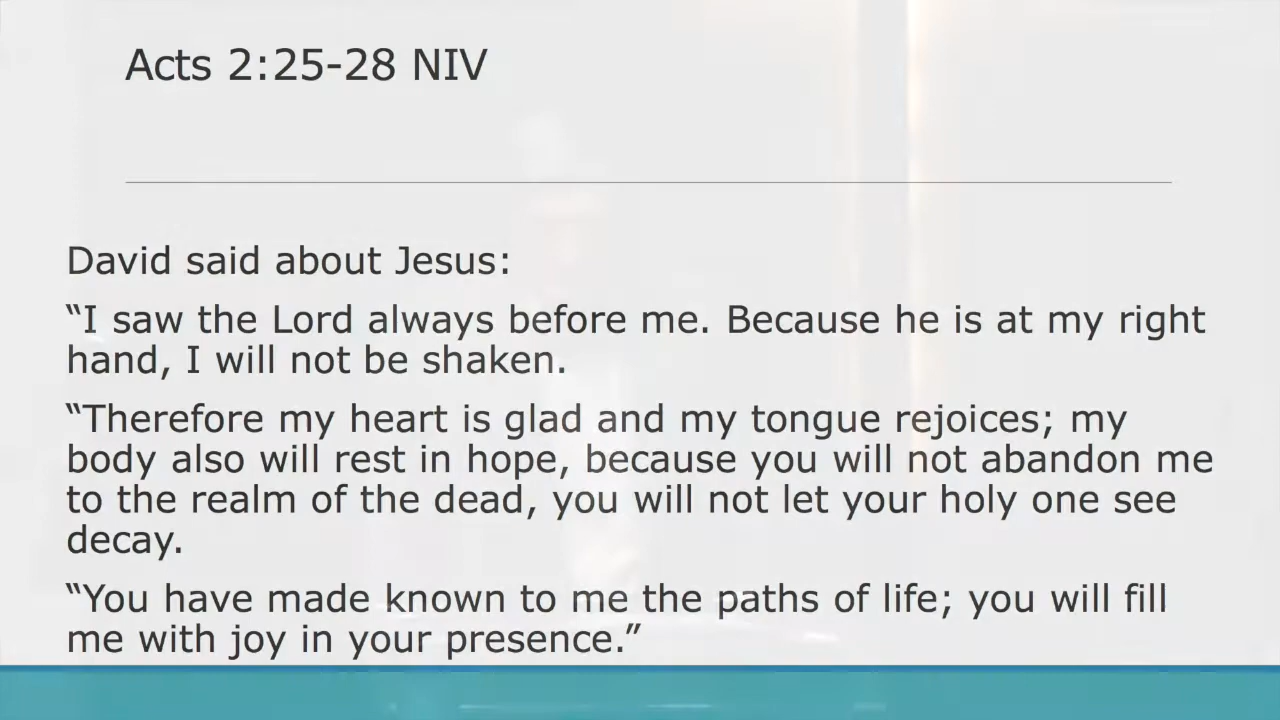 Acts 2:25-28 NIV
David said about Jesus:
“I saw the Lord always before me. Because he is at my right
hand, I will not be shaken.
“Therefore my heart is glad and my tongue rejoices; my
body also will rest in hope, because you will not abandon me
to the realm of the dead, you will not let your holy one see
decay.
“You have made known to me the paths of life; you will fill
me with joy in your presence.”